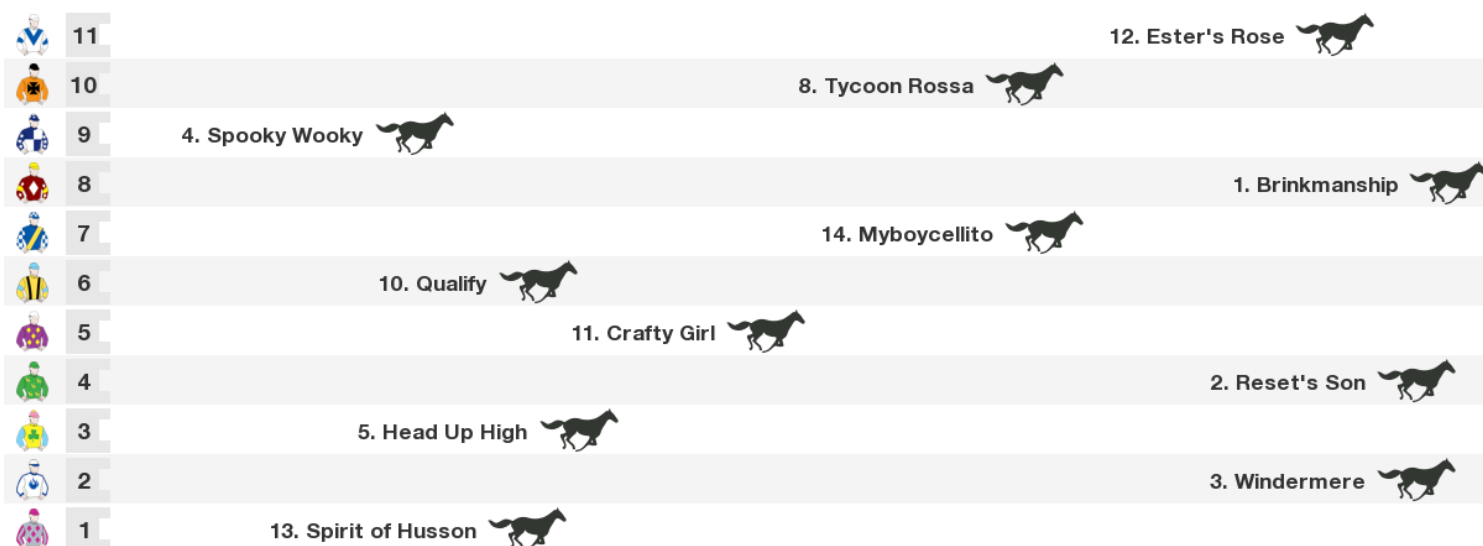 11 12. Ester's Rose
10 8. Tycoon Rossa
9 4. Spooky Wooky
8 1. Brinkmanship
7 14. Myboycellito
6 10. Qualify
5 11. Crafty Girl
4 2. Reset's Son
3 5. Head Up High
2 3. Windermere
1 13. Spirit of Husson